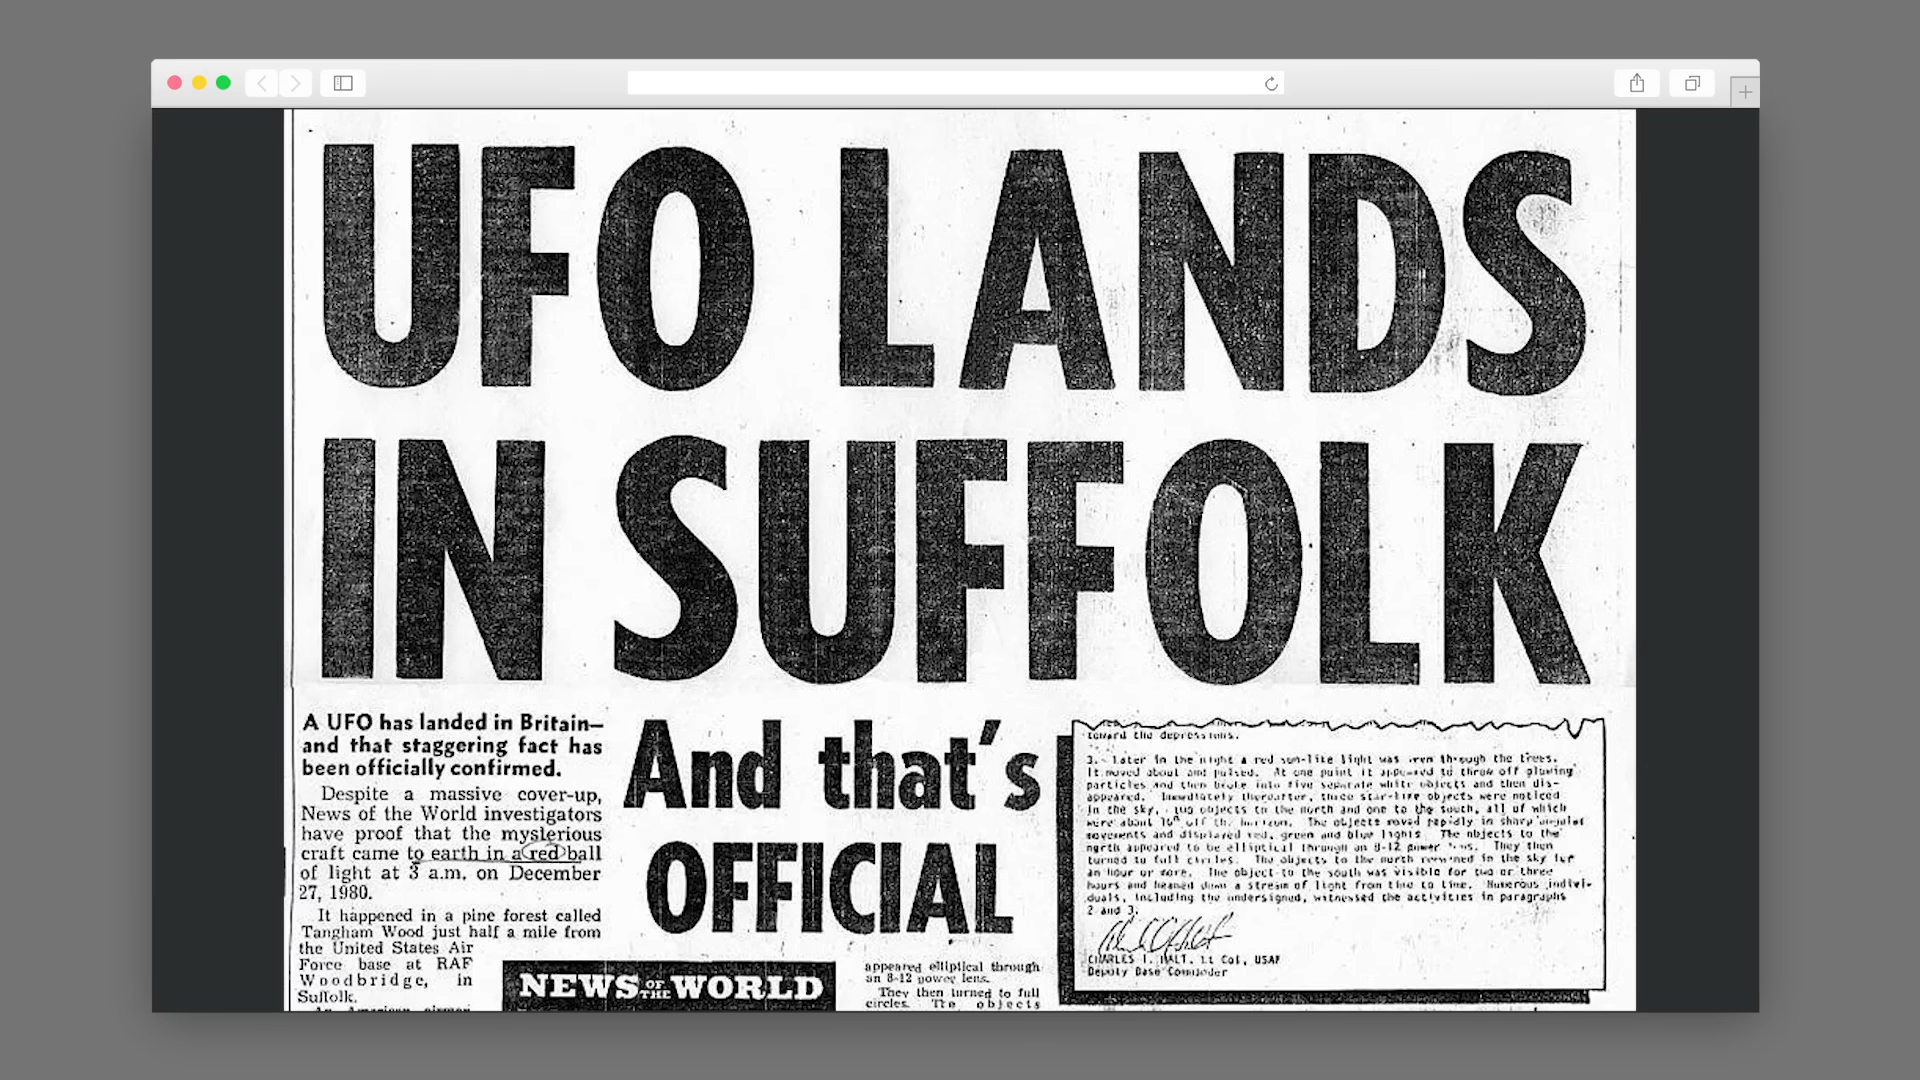 UFO LANDS
IN SUFFOLK
And that's
OFFICIAL
A UFO has landed in Britain—
and that staggering fact has
been officially confirmed.
Despite a massive cover-up,
News of the World investigators
have proof that the mysterious
craft came to earth in a red ball
of light at 3 a.m. on December
27, 1980.
It happened in a pine forest called
Tangham Wood just half a mile from
the United States Air
Force base at RAF
Woodbridge, in
Suffolk.
An American airman
NEWS OF THE WORLD
appeared elliptical through
an 8-12 power lens.
They then turned to full
circles. The objects
toward the depressions.
3. Later in the night a red sun-like light was seen through the trees.
It moved about and pulsed. At one point it appeared to throw off glowing
particles and then broke into five separate white objects and then dis-
appeared. Immediately thereafter, three star-like objects were noticed
in the sky, two objects to the north and one to the south, all of which
were about 10° off the horizon. The objects moved rapidly in sharp angular
movements and displayed red, green and blue lights. The objects to the
north appeared to be elliptical through an 8-12 power lens. They then
turned to full circles. The objects to the north remained in the sky for
an hour or more. The object to the south was visible for two or three
hours and beamed down a stream of light from time to time. Numerous indivi-
duals, including the undersigned, witnessed the activities in paragraphs
2 and 3.
CHARLES I. HALT, Lt Col, USAF
Deputy Base Commander